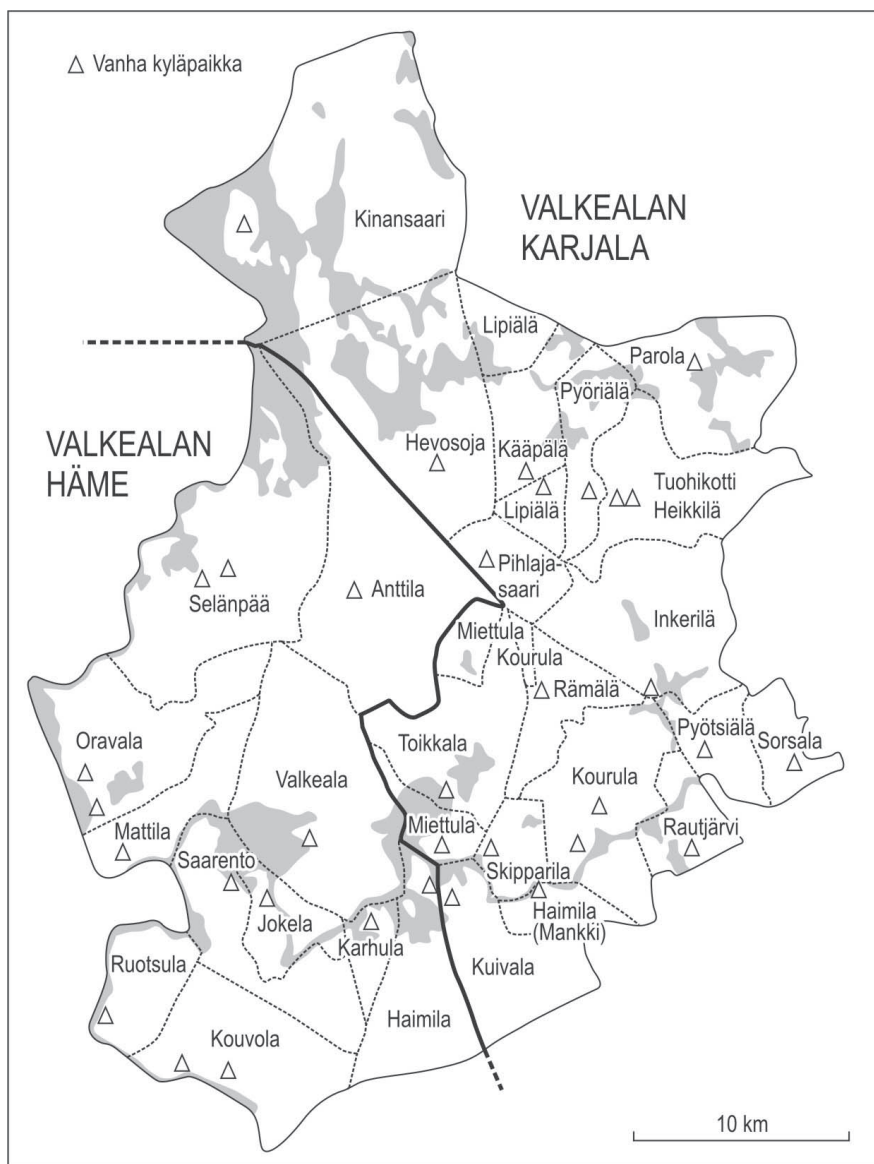 Vanha kyläpaikka
Kinansaari
VALKEALAN
KARJALA
Lipiälä
Parola
Pyöriälä
VALKEALAN
HÄME
Hevosoja
Kääpälä
Lipiälä
Tuohikotti
Heikkilä
Pihlaja
saari
Selänpää
Anttila
Inkerilä
Miettula
Kourula
Rämälä
Oravala
Toikkala
Pyötsiälä
Sorsala
Valkeala
Kourula
Mattila
Miettula
Rautjärvi
Saarento
Skipparila
Jokela
Karhula
Haimila
(Mankki)
Ruotsula
Kuivala
Haimila
Kouvola
10 km